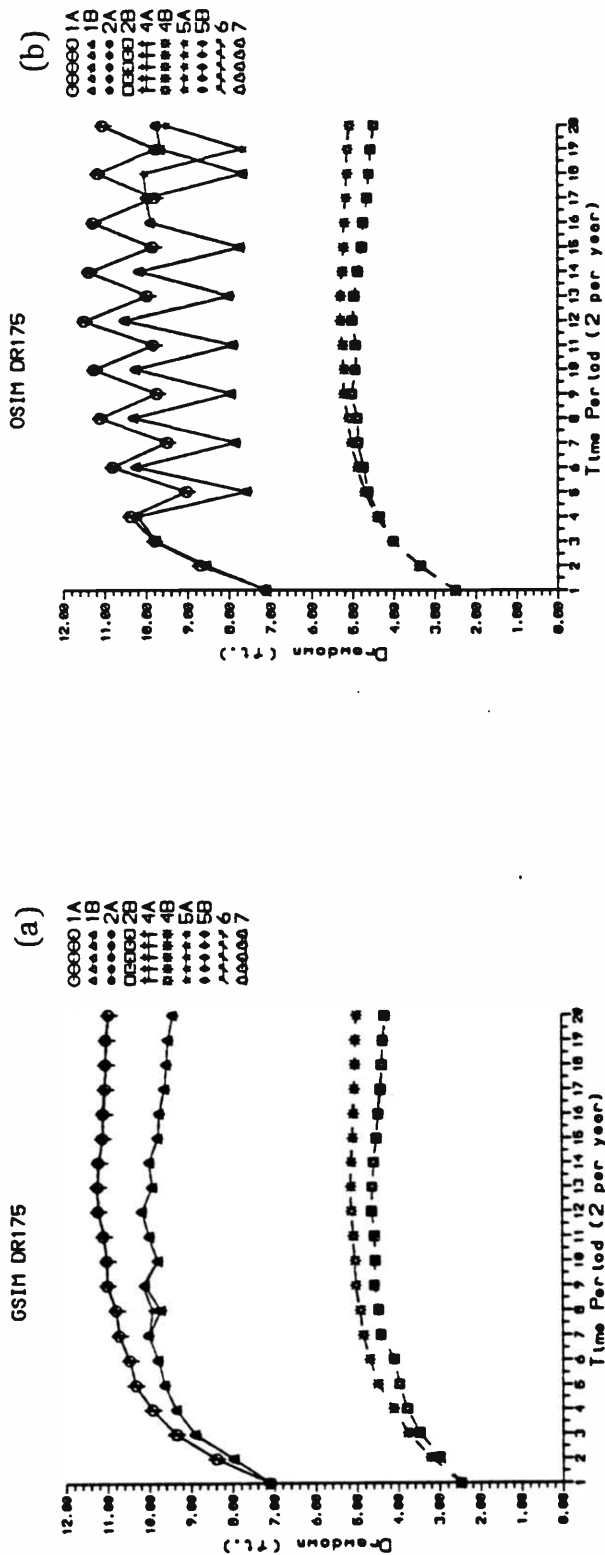 (a)
GSIM DR175
1A
1B
2A
2B
4A
4B
5A
5B
6
7
12.00
11.00
10.00
9.00
8.00
7.00
6.00
5.00
4.00
3.00
2.00
1.00
0.00
Drawdown (ft.)
1 2 3 4 5 6 7 8 9 10 11 12 13 14 15 16 17 18 19 20
Time Period (2 per year)
(b)
OSIM DR175
1A
1B
2A
2B
4A
4B
5A
5B
6
7
12.00
11.00
10.00
9.00
8.00
7.00
6.00
5.00
4.00
3.00
2.00
1.00
0.00
Drawdown (ft.)
1 2 3 4 5 6 7 8 9 10 11 12 13 14 15 16 17 18 19 20
Time Period (2 per year)